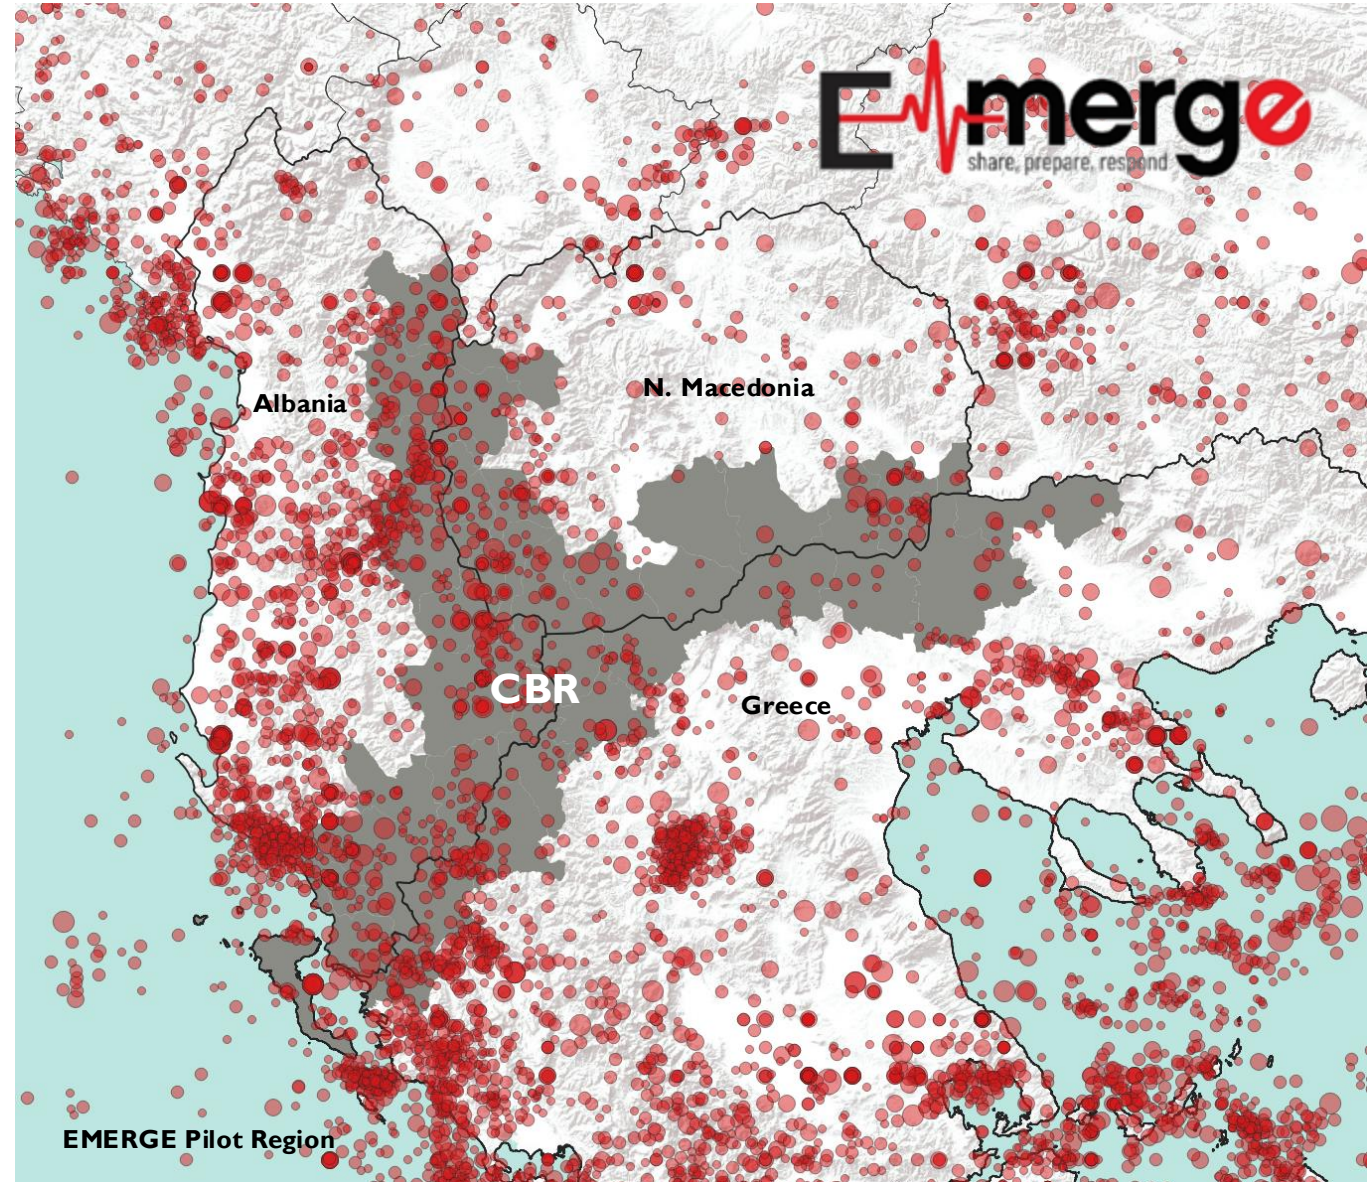 Emerge
share, prepare, respond
Albania
N. Macedonia
CBR
Greece
EMERGE Pilot Region